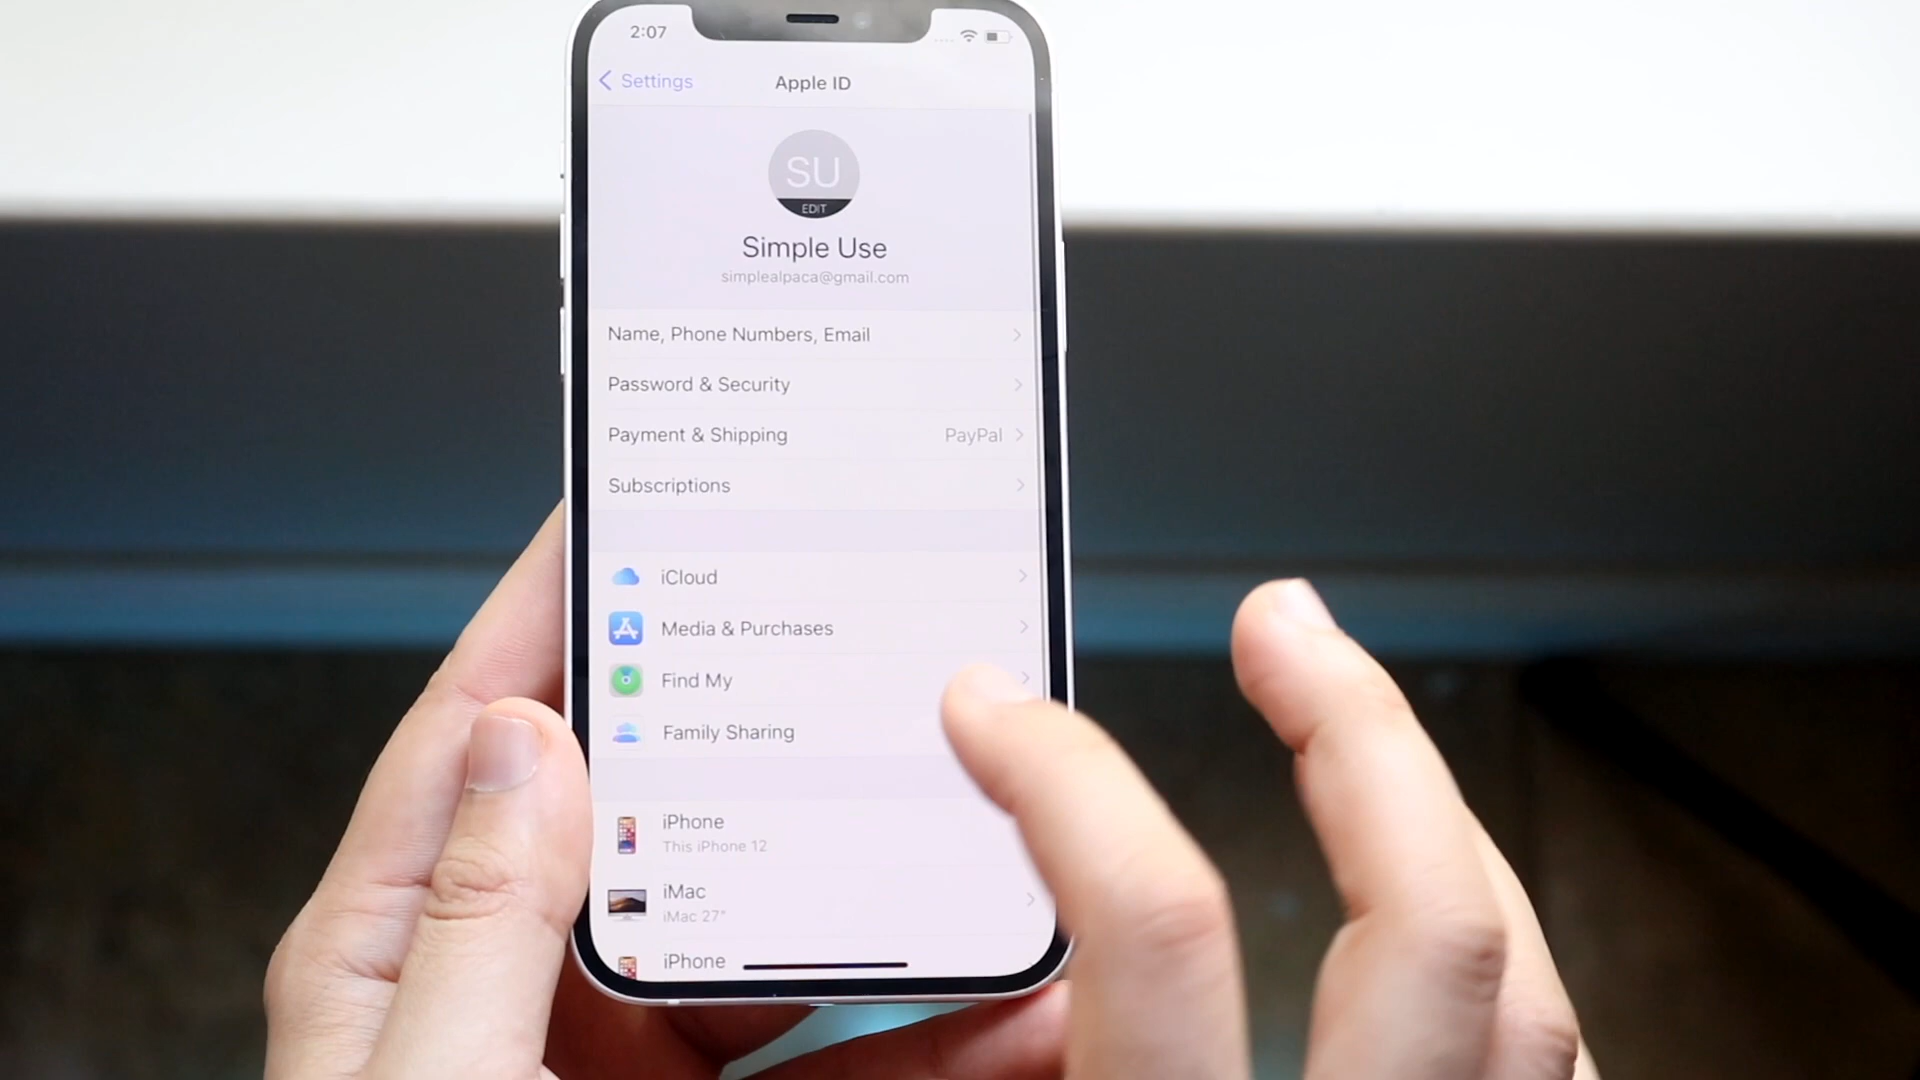 2:07
Settings
Apple ID
SU
EDIT
Simple Use
simplealpaca@gmail.com
Name, Phone Numbers, Email
Password & Security
Payment & Shipping PayPal
Subscriptions
iCloud
Media & Purchases
Find My
Family Sharing
iPhone
This iPhone 12
iMac
iMac 27"
iPhone